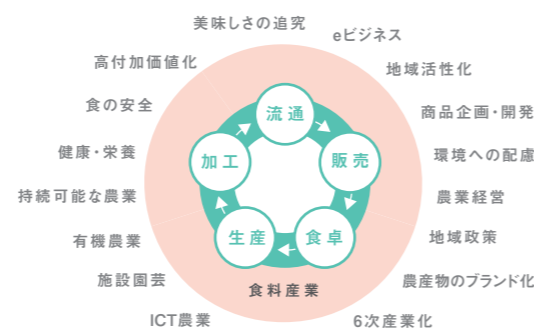 美味しさの追究
eビジネス
高付加価値化
地域活性化
食の安全
商品企画・開発
流通
健康・栄養
加工
販売
環境への配慮
持続可能な農業
農業経営
有機農業
生産
食卓
地域政策
施設園芸
食料産業
農産物のブランド化
ICT農業
6次産業化